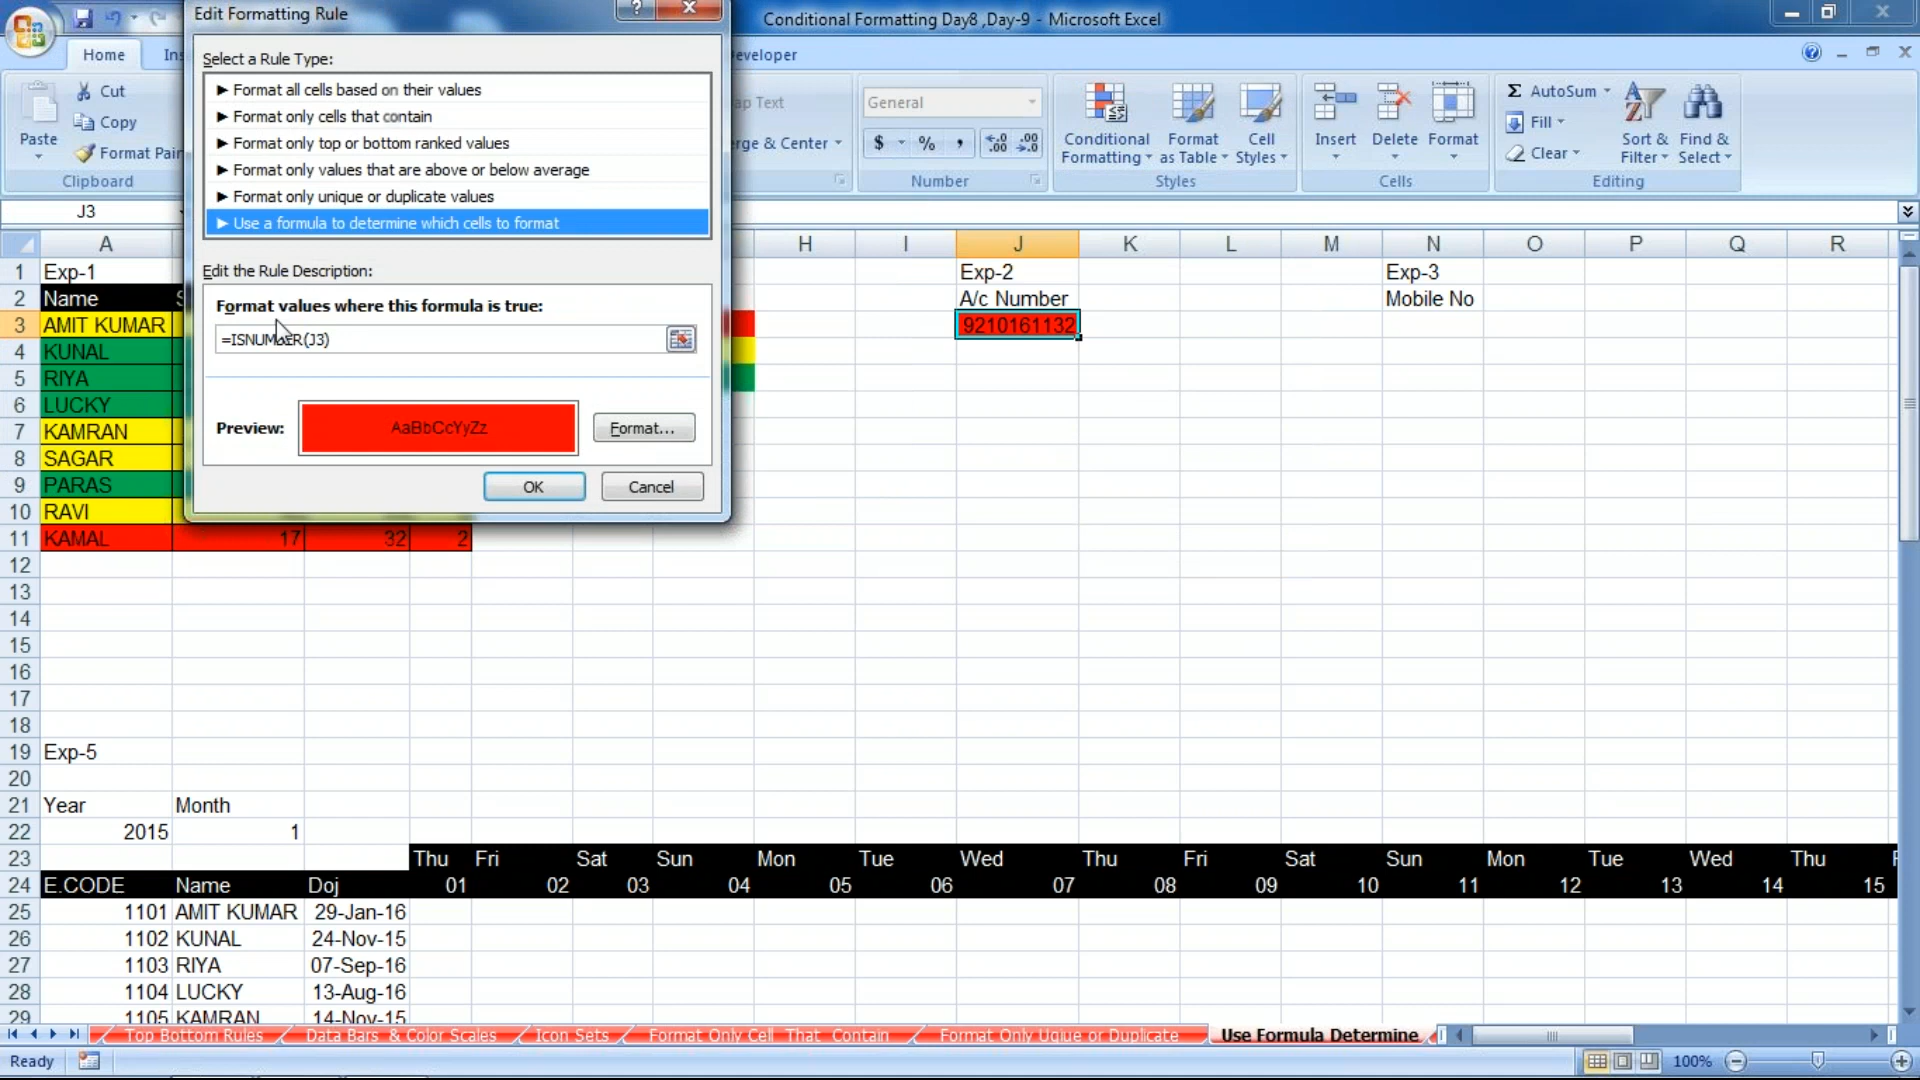 Edit Formatting Rule
Conditional Formatting Day8 ,Day-9 - Microsoft Excel
Home
Developer
Select a Rule Type:
► Format all cells based on their values
► Format only cells that contain
► Format only top or bottom ranked values
► Format only values that are above or below average
► Format only unique or duplicate values
► Use a formula to determine which cells to format
Edit the Rule Description:
Format values where this formula is true:
=ISNUMBER(J3)
Preview:
AaBbCcYyZz
Format...
OK
Cancel
Paste
Cut
Copy
Format Pain
Clipboard
General
$ % , .0 .00 .00 .0
Number
Conditional Formatting
Format as Table
Cell Styles
Styles
Insert
Delete
Format
Cells
Σ AutoSum
Fill
Clear
Sort & Filter
Find & Select
Editing
J3
A H I J K L M N O P Q R
1 Exp-1 Exp-2 Exp-3
2 Name A/c Number Mobile No
3 AMIT KUMAR 9210161132
4 KUNAL
5 RIYA
6 LUCKY
7 KAMRAN
8 SAGAR
9 PARAS
10 RAVI
11 KAMAL 17 32 2
12
13
14
15
16
17
18
19 Exp-5
20
21 Year Month
22 2015 1
23 Thu Fri Sat Sun Mon Tue Wed Thu Fri Sat Sun Mon Tue Wed Thu
24 E.CODE Name Doj 01 02 03 04 05 06 07 08 09 10 11 12 13 14 15
25 1101 AMIT KUMAR 29-Jan-16
26 1102 KUNAL 24-Nov-15
27 1103 RIYA 07-Sep-16
28 1104 LUCKY 13-Aug-16
29 1105 KAMRAN 14-Nov-15
Top Bottom Rules Data Bars & Color Scales Icon Sets Format Only Cell That Contain Format Only Uqiue or Duplicate Use Formula Determine
Ready
100%